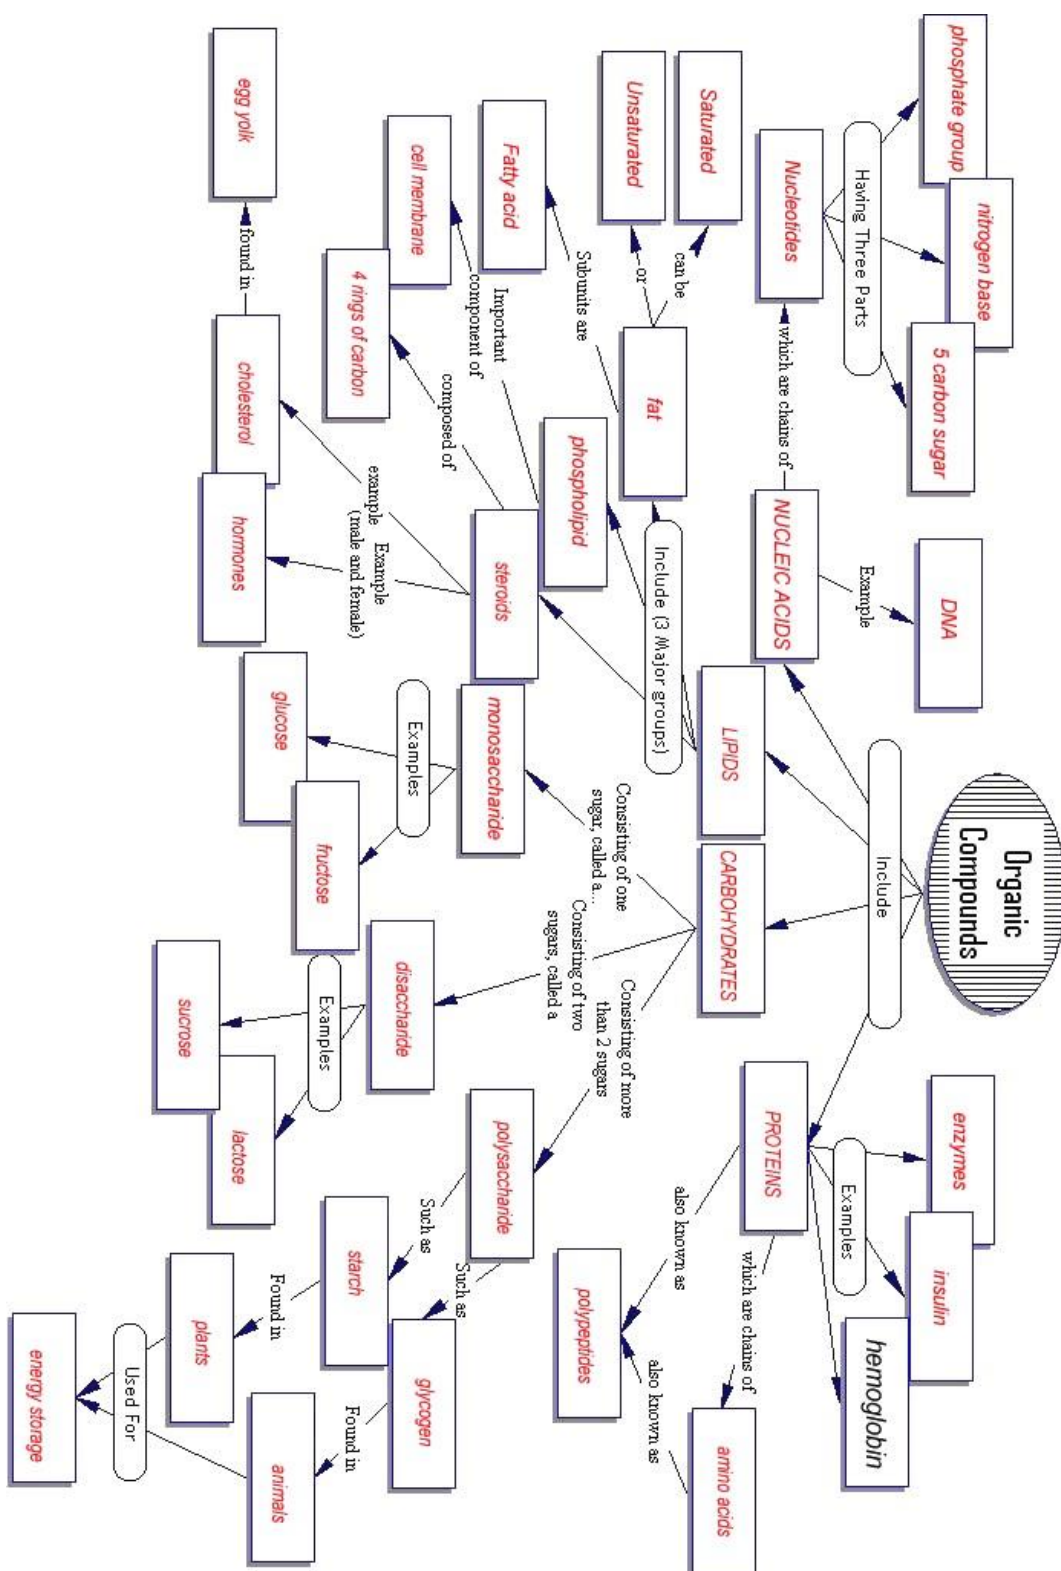 Organic
Compounds
Include
NUCLEIC ACIDS
LIPIDS
CARBOHYDRATES
PROTEINS
Example
DNA
which are chains of
Nucleotides
Having Three Parts
phosphate group
nitrogen base
5 carbon sugar
Include (3 Major groups)
fat
can be
Saturated
or
Unsaturated
Subunits are
Fatty acid
phospholipid
Important
component of
cell membrane
steroids
composed of
4 rings of carbon
example
cholesterol
found in
egg yolk
Example
(male and female)
hormones
Consisting of one
sugar, called a...
monosaccharide
Examples
glucose
fructose
Consisting of two
sugars, called a
disaccharide
Examples
sucrose
lactose
Consisting of more
than 2 sugars
polysaccharide
Such as
starch
Found in
plants
Such as
glycogen
Found in
animals
Used For
energy storage
Examples
enzymes
insulin
hemoglobin
also known as
polypeptides
which are chains of
amino acids
also known as